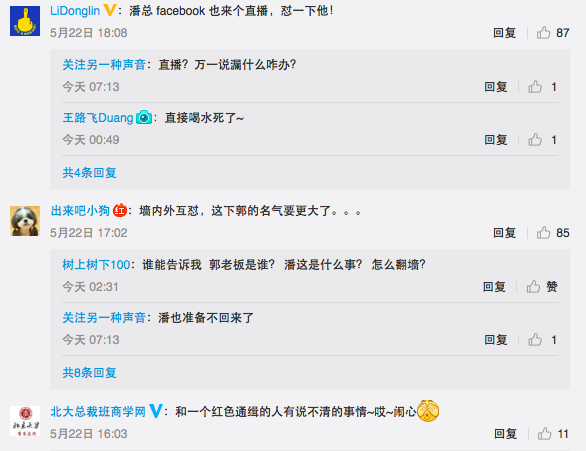 LiDonglin：潘总 facebook 也来个直播，怼一下他！
5月22日 18:08 回复 87
关注另一种声音：直播？万一说漏什么咋办？
今天 07:13 回复 1
王路飞Duang：直接喝水死了~
今天 00:49 回复 1
共4条回复
出来吧小狗：墙内外互怼，这下郭的名气要更大了。。。
5月22日 17:02 回复 85
树上树下100：谁能告诉我 郭老板是谁？ 潘这是什么事？ 怎么翻墙？
今天 02:31 回复 赞
关注另一种声音：潘也准备不回来了
今天 07:13 回复 1
共8条回复
北大总裁班商学网：和一个红色通缉的人有说不清的事情~哎~闹心
5月22日 16:03 回复 11